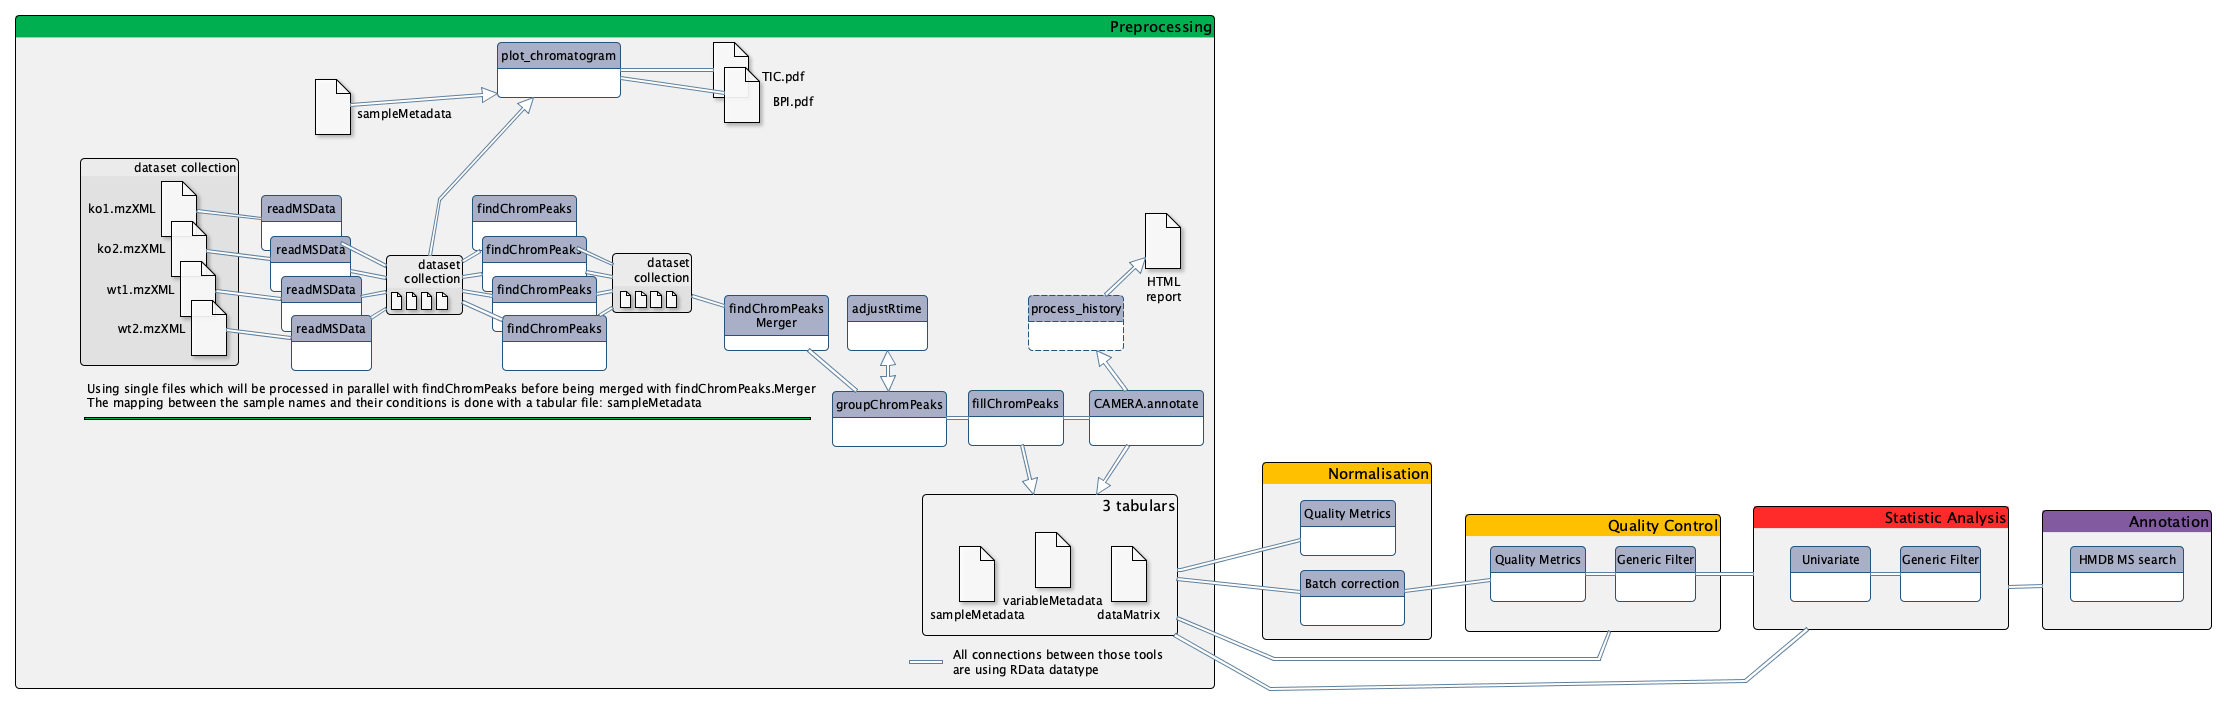 Preprocessing
plot_chromatogram
TIC.pdf
BPI.pdf
sampleMetadata
dataset collection
ko1.mzXML
ko2.mzXML
wt1.mzXML
wt2.mzXML
readMSData
readMSData
readMSData
readMSData
dataset
collection
findChromPeaks
findChromPeaks
findChromPeaks
findChromPeaks
dataset
collection
findChromPeaks
Merger
adjustRtime
process_history
HTML
report
Using single files which will be processed in parallel with findChromPeaks before being merged with findChromPeaks.Merger
The mapping between the sample names and their conditions is done with a tabular file: sampleMetadata
groupChromPeaks
fillChromPeaks
CAMERA.annotate
3 tabulars
sampleMetadata
variableMetadata
dataMatrix
All connections between those tools
are using RData datatype
Normalisation
Quality Metrics
Batch correction
Quality Control
Quality Metrics
Generic Filter
Statistic Analysis
Univariate
Generic Filter
Annotation
HMDB MS search